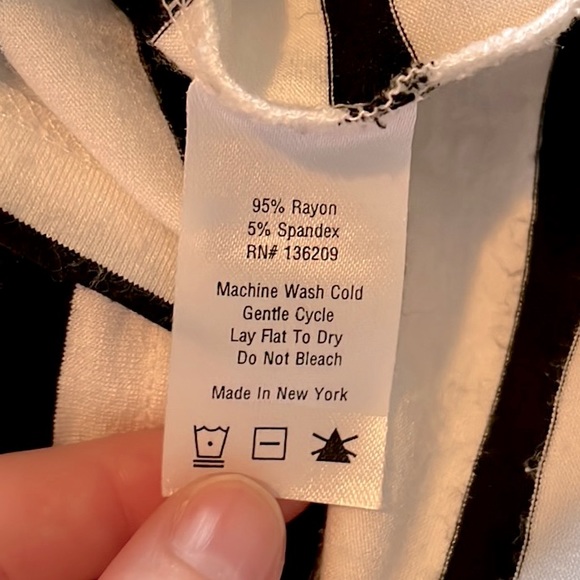 95% Rayon
5% Spandex
RN# 136209
Machine Wash Cold
Gentle Cycle
Lay Flat To Dry
Do Not Bleach
Made In New York